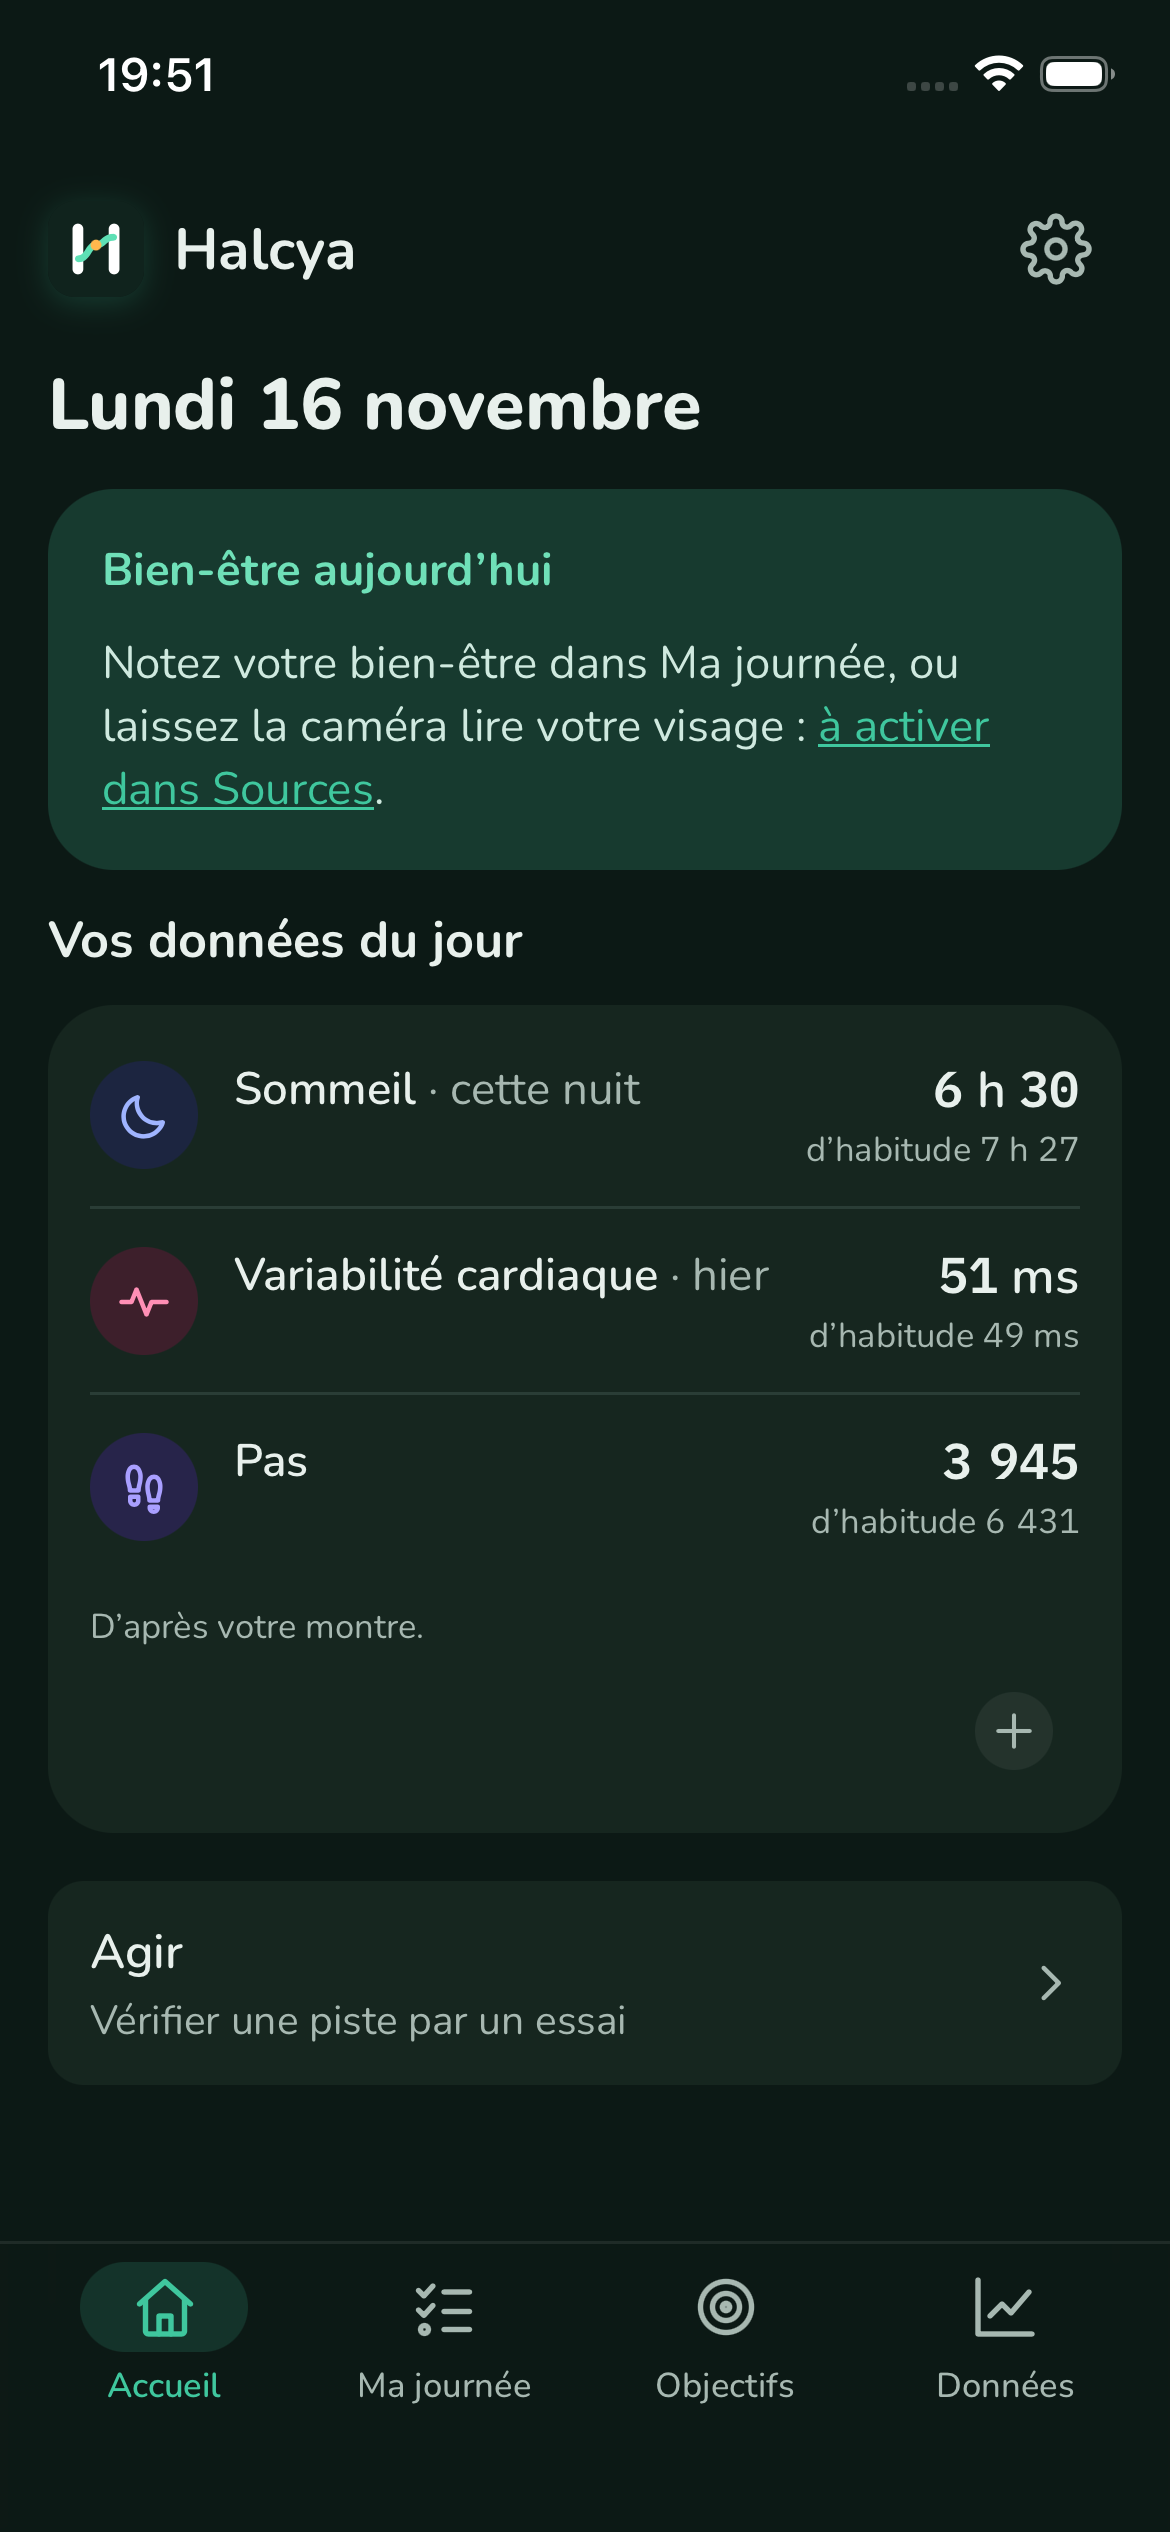 19:51
Halcya
Lundi 16 novembre
Bien-être aujourd’hui
Notez votre bien-être dans Ma journée, ou
laissez la caméra lire votre visage : à activer
dans Sources.
Vos données du jour
Sommeil · cette nuit
6 h 30
d’habitude 7 h 27
Variabilité cardiaque · hier
51 ms
d’habitude 49 ms
Pas
3 945
d’habitude 6 431
D’après votre montre.
Agir
Vérifier une piste par un essai
Accueil
Ma journée
Objectifs
Données